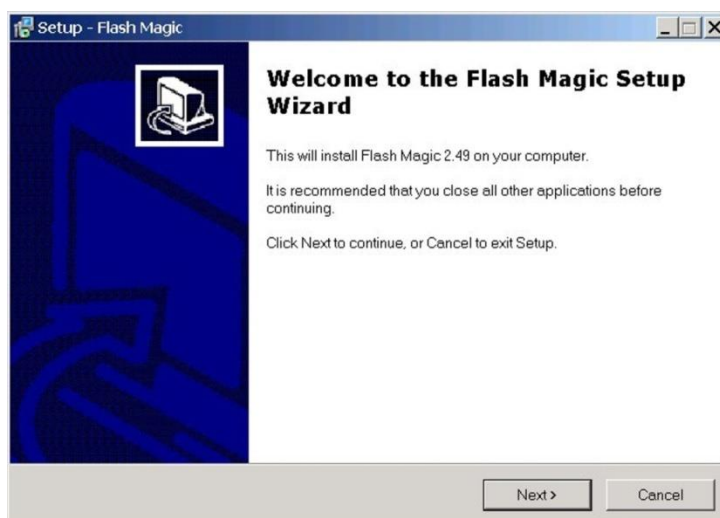 Setup - Flash Magic
Welcome to the Flash Magic Setup
Wizard
This will install Flash Magic 2.49 on your computer.
It is recommended that you close all other applications before
continuing.
Click Next to continue, or Cancel to exit Setup.
Next >
Cancel